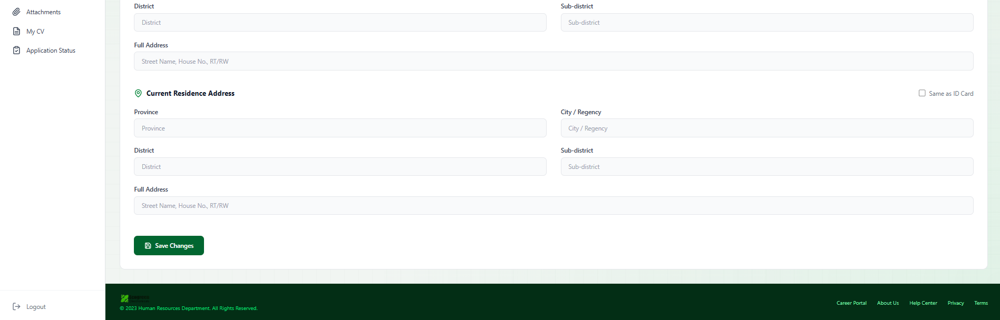 Attachments
My CV
Application Status
District
Sub-district
District
Sub-district
Full Address
Street Name, House No., RT/RW
Current Residence Address
Same as ID Card
Province
City / Regency
Province
City / Regency
District
Sub-district
District
Sub-district
Full Address
Street Name, House No., RT/RW
Save Changes
Logout
© 2023 Human Resources Department. All Rights Reserved.
Career Portal
About Us
Help Center
Privacy
Terms